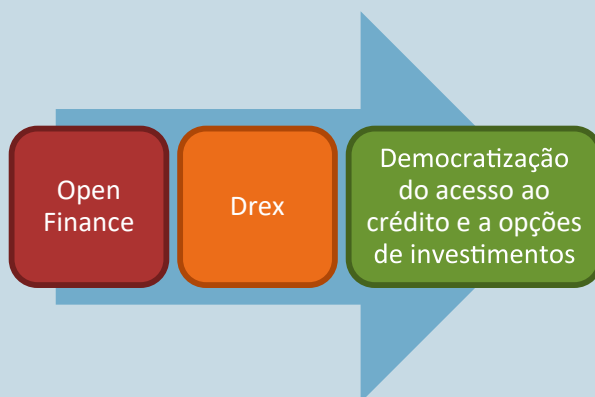 Open
Finance
Drex
Democratização
do acesso ao
crédito e a opções
de investimentos